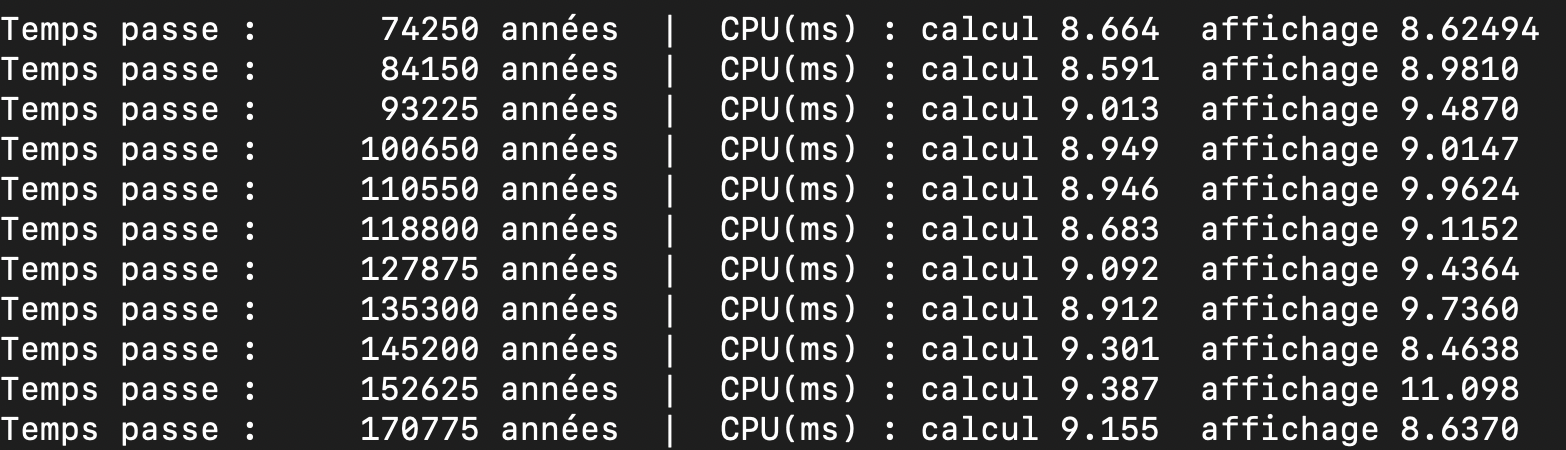 Temps passe :      74250 années  |  CPU(ms) : calcul 8.664  affichage 8.62494
Temps passe :      84150 années  |  CPU(ms) : calcul 8.591  affichage 8.9810
Temps passe :      93225 années  |  CPU(ms) : calcul 9.013  affichage 9.4870
Temps passe :     100650 années  |  CPU(ms) : calcul 8.949  affichage 9.0147
Temps passe :     110550 années  |  CPU(ms) : calcul 8.946  affichage 9.9624
Temps passe :     118800 années  |  CPU(ms) : calcul 8.683  affichage 9.1152
Temps passe :     127875 années  |  CPU(ms) : calcul 9.092  affichage 9.4364
Temps passe :     135300 années  |  CPU(ms) : calcul 8.912  affichage 9.7360
Temps passe :     145200 années  |  CPU(ms) : calcul 9.301  affichage 8.4638
Temps passe :     152625 années  |  CPU(ms) : calcul 9.387  affichage 11.098
Temps passe :     170775 années  |  CPU(ms) : calcul 9.155  affichage 8.6370